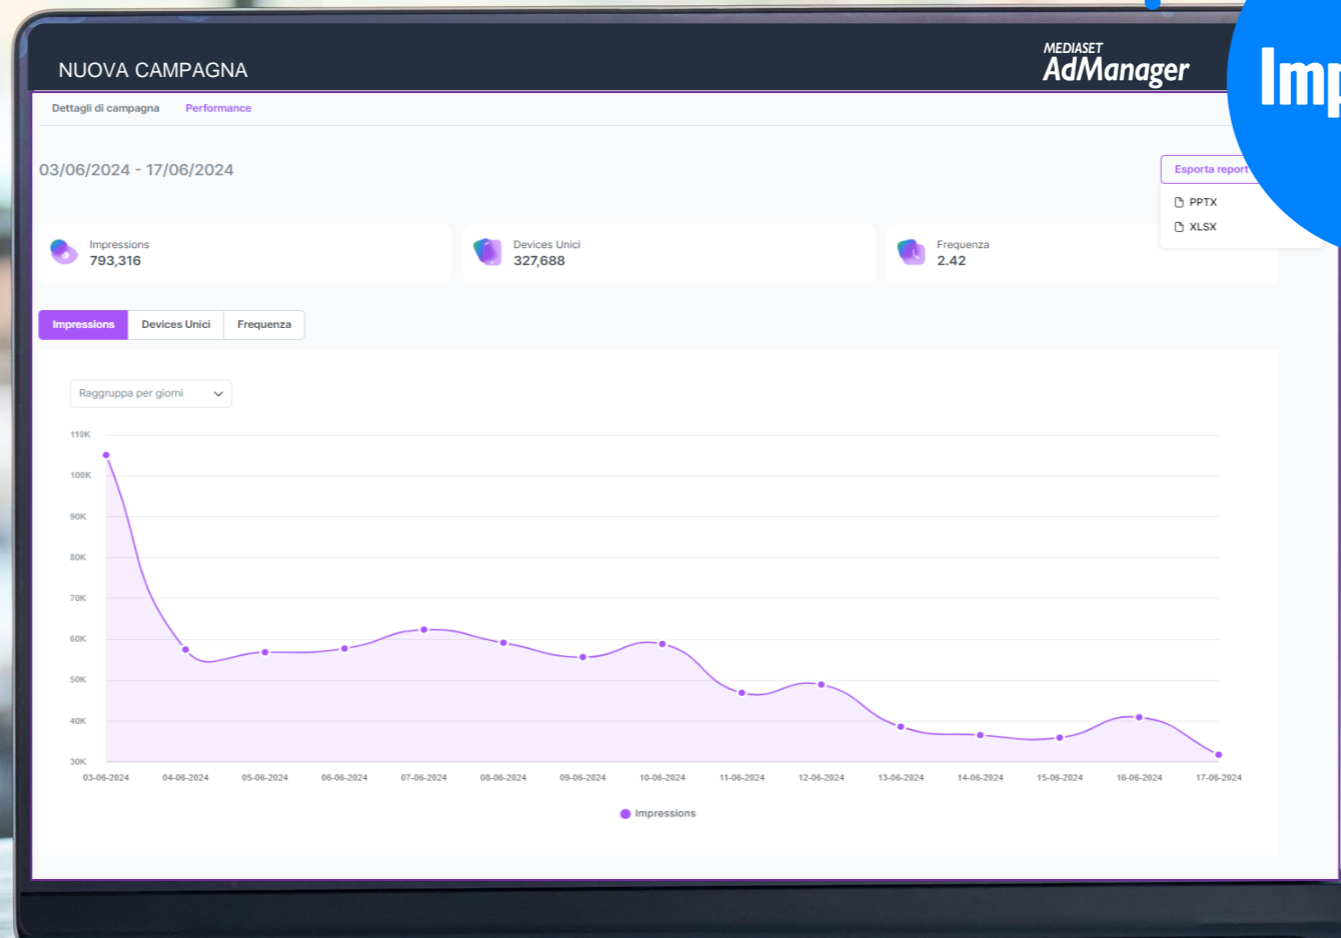 NUOVA CAMPAGNA
MEDIASET
AdManager
Dettagli di campagna
Performance
03/06/2024 - 17/06/2024
Esporta report
PPTX
XLSX
Impressions
793,316
Devices Unici
327,688
Frequenza
2.42
Impressions
Devices Unici
Frequenza
Raggruppa per giorni
110K
100K
90K
80K
70K
60K
50K
40K
30K
03-06-2024
04-06-2024
05-06-2024
06-06-2024
07-06-2024
08-06-2024
09-06-2024
10-06-2024
11-06-2024
12-06-2024
13-06-2024
14-06-2024
15-06-2024
16-06-2024
17-06-2024
Impressions